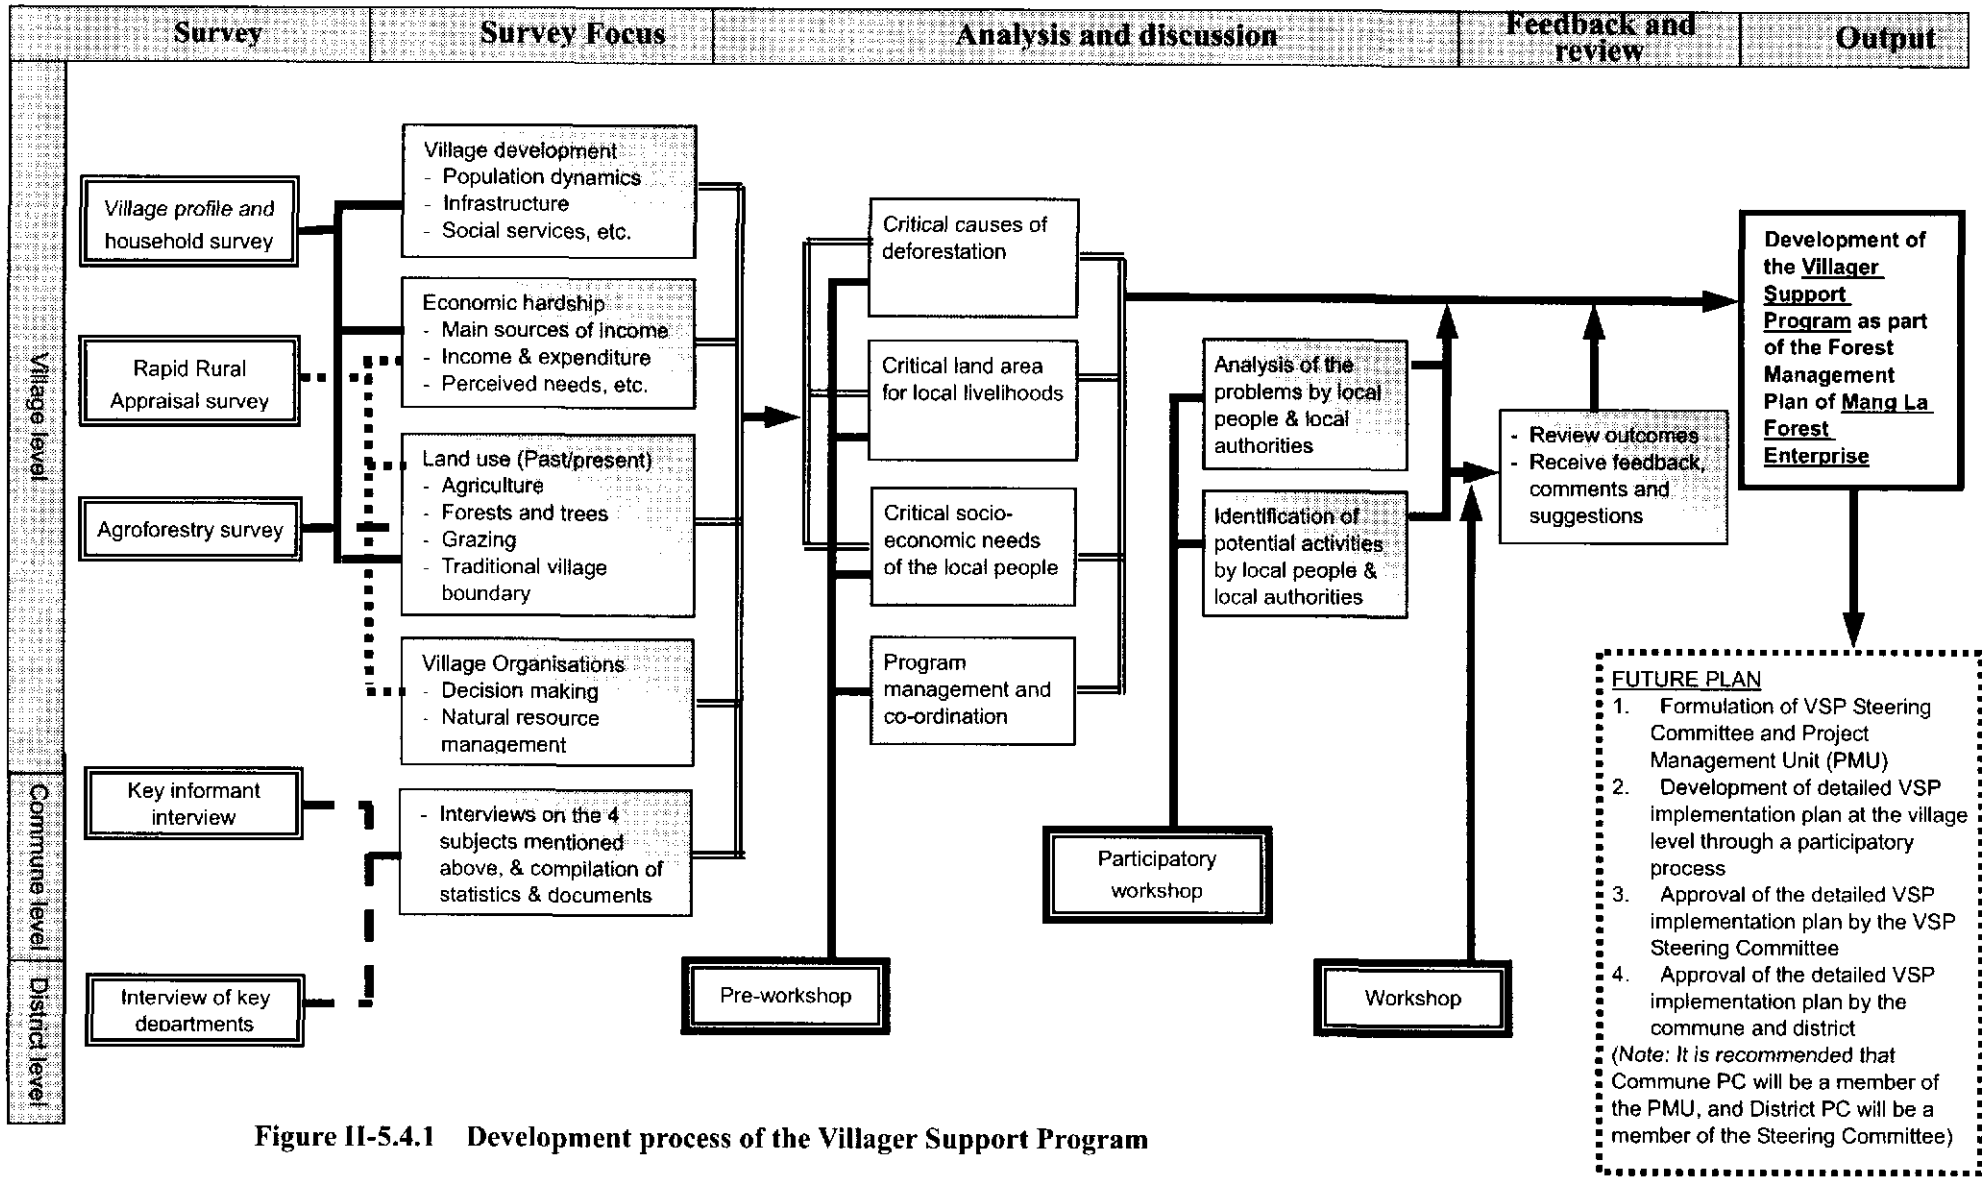 Survey
Survey Focus
Analysis and discussion
Feedback and
review
Output
Village level
Commune level
District level
Village profile and
household survey
Rapid Rural
Appraisal survey
Agroforestry survey
Key informant
interview
Interview of key
departments
Village development
- Population dynamics
- Infrastructure
- Social services, etc.
Economic hardship
- Main sources of income
- Income & expenditure
- Perceived needs, etc.
Land use (Past/present)
- Agriculture
- Forests and trees
- Grazing
- Traditional village
boundary
Village Organisations
- Decision making
- Natural resource
management
- Interviews on the 4
subjects mentioned
above, & compilation of
statistics & documents
Critical causes of
deforestation
Critical land area
for local livelihoods
Critical socio-
economic needs
of the local people
Program
management and
co-ordination
Pre-workshop
Analysis of the
problems by local
people & local
authorities
Identification of
potential activities
by local people &
local authorities
Participatory
workshop
Workshop
- Review outcomes
- Receive feedback,
comments and
suggestions
Development of
the Villager
Support
Program as part
of the Forest
Management
Plan of Mang La
Forest
Enterprise
FUTURE PLAN
1. Formulation of VSP Steering
Committee and Project
Management Unit (PMU)
2. Development of detailed VSP
implementation plan at the village
level through a participatory
process
3. Approval of the detailed VSP
implementation plan by the VSP
Steering Committee
4. Approval of the detailed VSP
implementation plan by the
commune and district
(Note: It is recommended that
Commune PC will be a member of
the PMU, and District PC will be a
member of the Steering Committee)
Figure II-5.4.1 Development process of the Villager Support Program